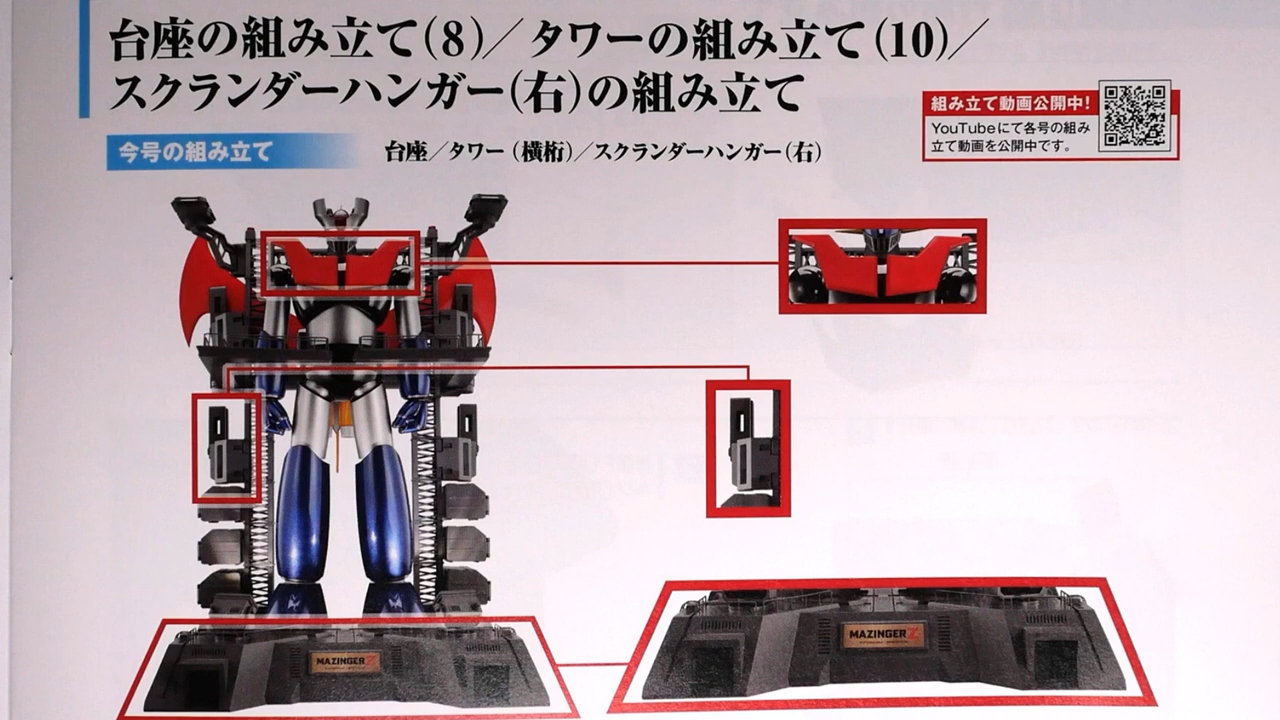 台座の組み立て(8)／タワーの組み立て(10)／
スクランダーハンガー(右)の組み立て
組み立て動画公開中!
YouTubeにて各号の組み
立て動画を公開中です。
今号の組み立て
台座／タワー(横桁)／スクランダーハンガー(右)
MAZINGER Z
MAZINGER Z